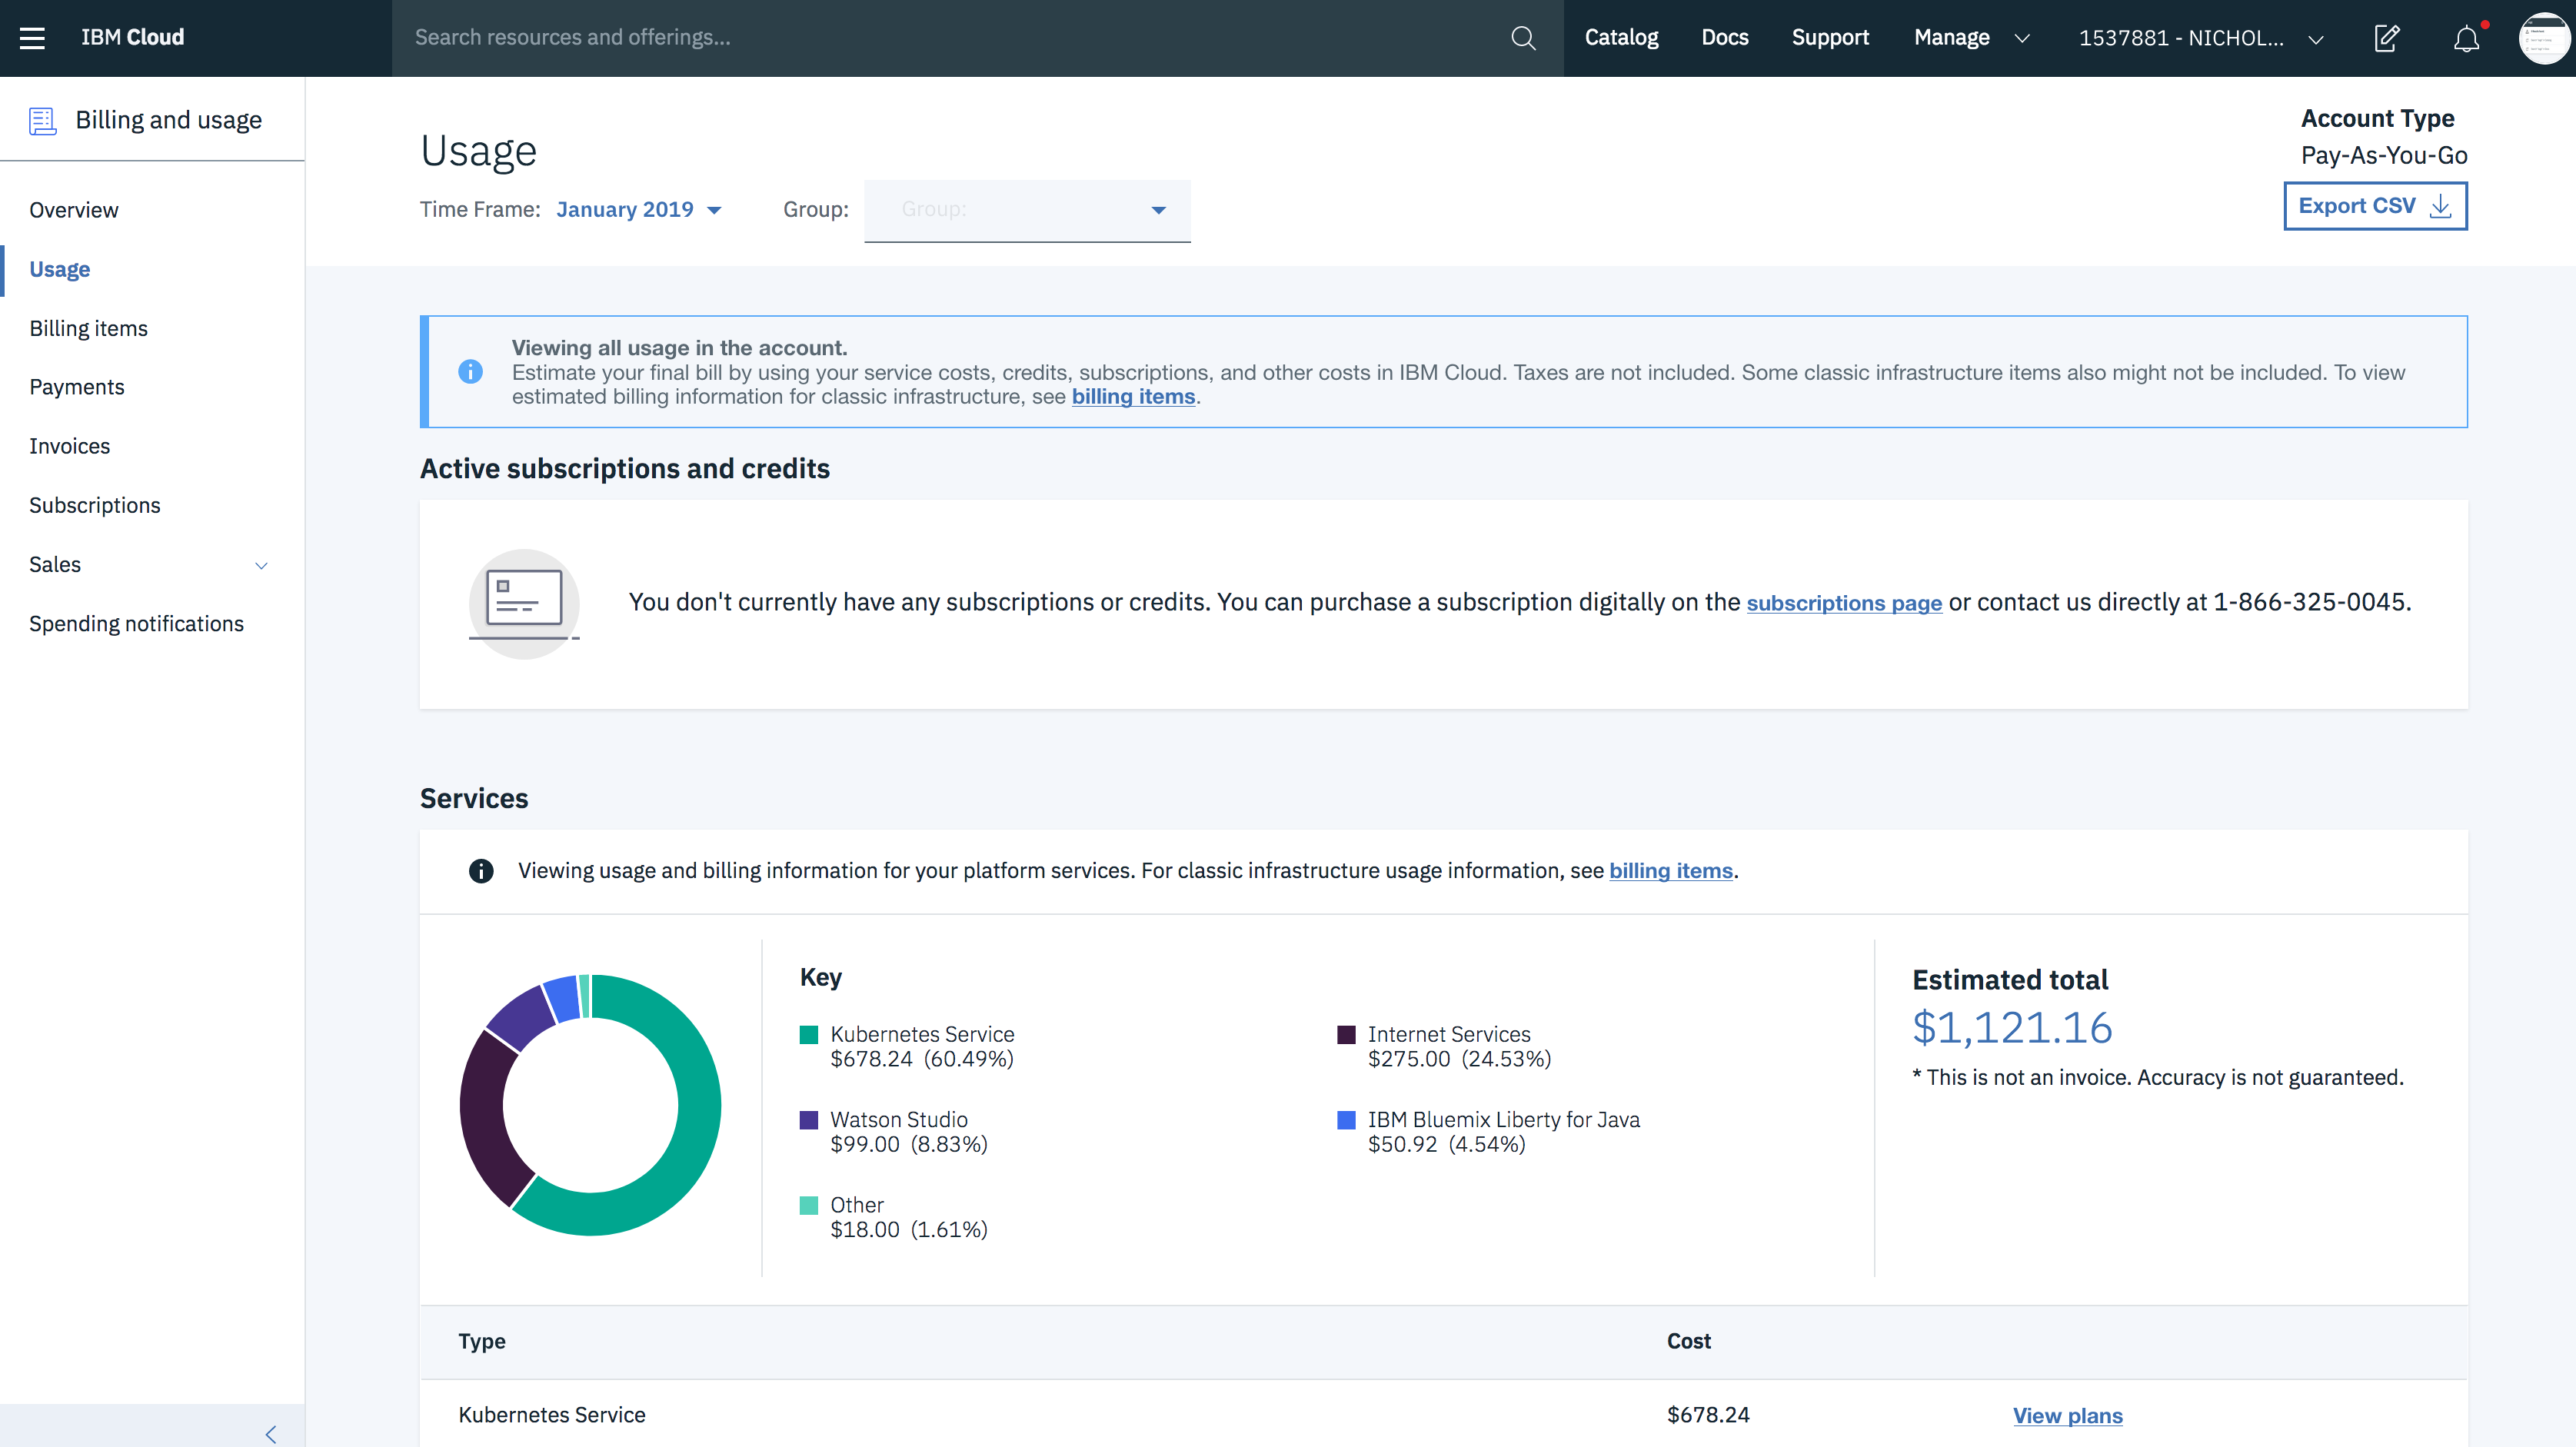 IBM Cloud
Search resources and offerings...
Catalog
Docs
Support
Manage
1537881 - NICHOL...
Billing and usage
Overview
Usage
Billing items
Payments
Invoices
Subscriptions
Sales
Spending notifications
Usage
Time Frame: January 2019
Group: Group:
Account Type
Pay-As-You-Go
Export CSV
Viewing all usage in the account.
Estimate your final bill by using your service costs, credits, subscriptions, and other costs in IBM Cloud. Taxes are not included. Some classic infrastructure items also might not be included. To view
estimated billing information for classic infrastructure, see billing items.
Active subscriptions and credits
You don't currently have any subscriptions or credits. You can purchase a subscription digitally on the subscriptions page or contact us directly at 1-866-325-0045.
Services
Viewing usage and billing information for your platform services. For classic infrastructure usage information, see billing items.
Key
Kubernetes Service
$678.24 (60.49%)
Internet Services
$275.00 (24.53%)
Watson Studio
$99.00 (8.83%)
IBM Bluemix Liberty for Java
$50.92 (4.54%)
Other
$18.00 (1.61%)
Estimated total
$1,121.16
* This is not an invoice. Accuracy is not guaranteed.
Type Cost
Kubernetes Service $678.24 View plans